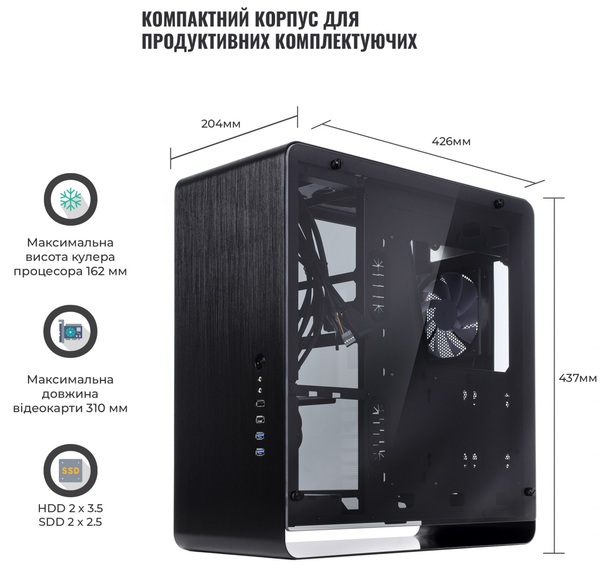 КОМПАКТНИЙ КОРПУС ДЛЯ
ПРОДУКТИВНИХ КОМПЛЕКТУЮЧИХ
204мм
426мм
Максимальна
висота кулера
процесора 162 мм
437мм
Максимальна
довжина
відеокарти 310 мм
SSD
HDD 2 x 3.5
SDD 2 x 2.5